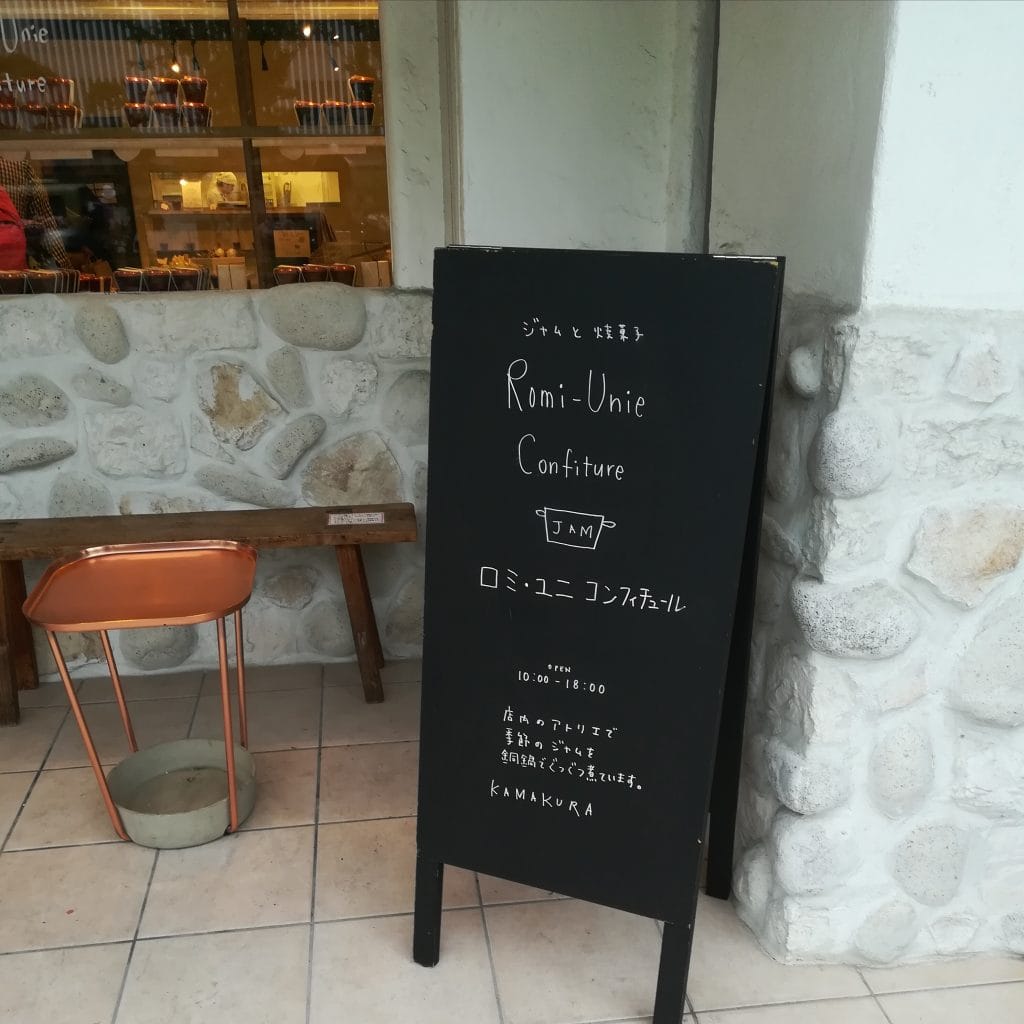 Unie
ture
ジャムと焼菓子
Romi-Unie
Confiture
JAM
ロミ・ユニ コンフィチュール
OPEN
10:00-18:00
店内のアトリエで
季節のジャムを
銅鍋でぐつぐつ煮ています。
KAMAKURA